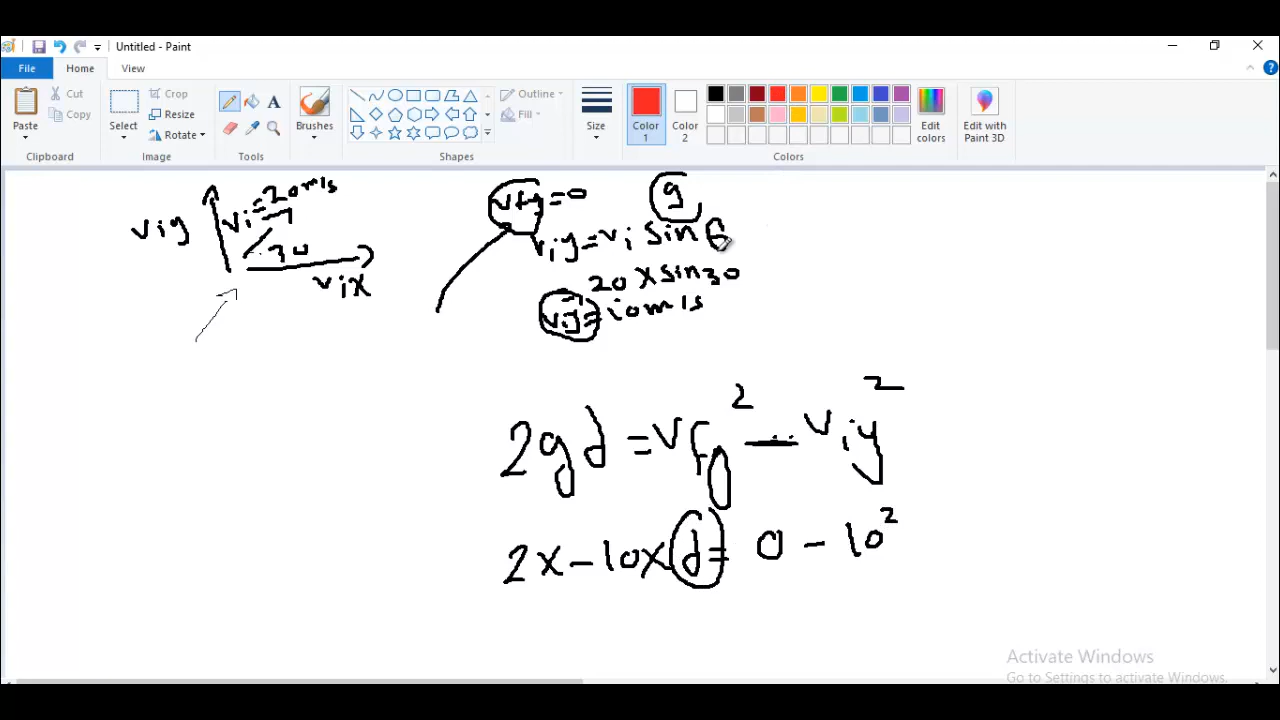 Untitled - Paint
File Home View
Cut
Copy
Paste
Clipboard
Crop
Resize
Rotate
Select
Image
Tools
Brushes
Outline
Fill
Shapes
Size
Color 1
Color 2
Edit colors
Colors
Edit with Paint 3D
viy
vi=20m/s
30
vix
vfy=0
g
viy=vi sin θ
20 x sin30
viy=10m/s
2gd=vfy²-viy²
2x-10xd=0-10²
Activate Windows
Go to Settings to activate Windows.